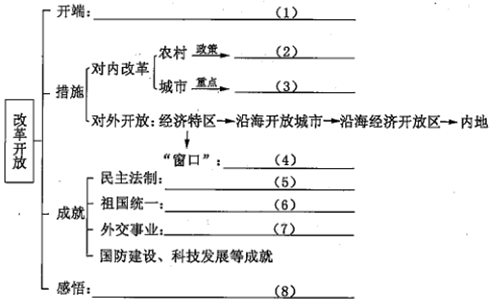 开端：（1）
农村 政策 （2）
对内改革
城市 重点 （3）
措施
对外开放：经济特区→沿海开放城市→沿海经济开放区→内地
“窗口”：（4）
改革开放
民主法制：（5）
祖国统一：（6）
成就
外交事业：（7）
国防建设、科技发展等成就
感悟：（8）